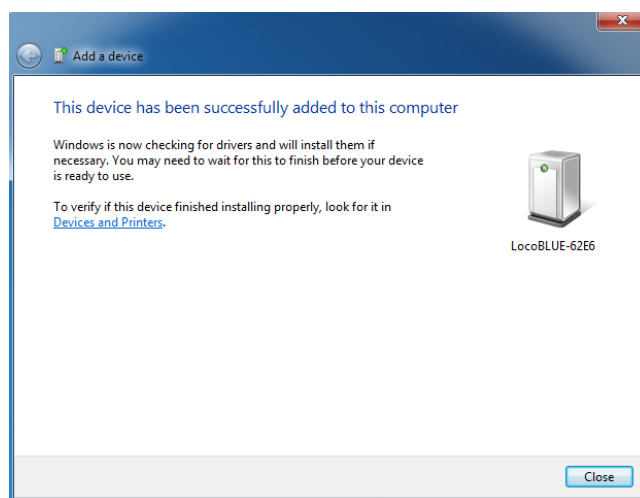 Add a device
This device has been successfully added to this computer
Windows is now checking for drivers and will install them if
necessary. You may need to wait for this to finish before your device
is ready to use.
To verify if this device finished installing properly, look for it in
Devices and Printers.
LocoBLUE-62E6
Close